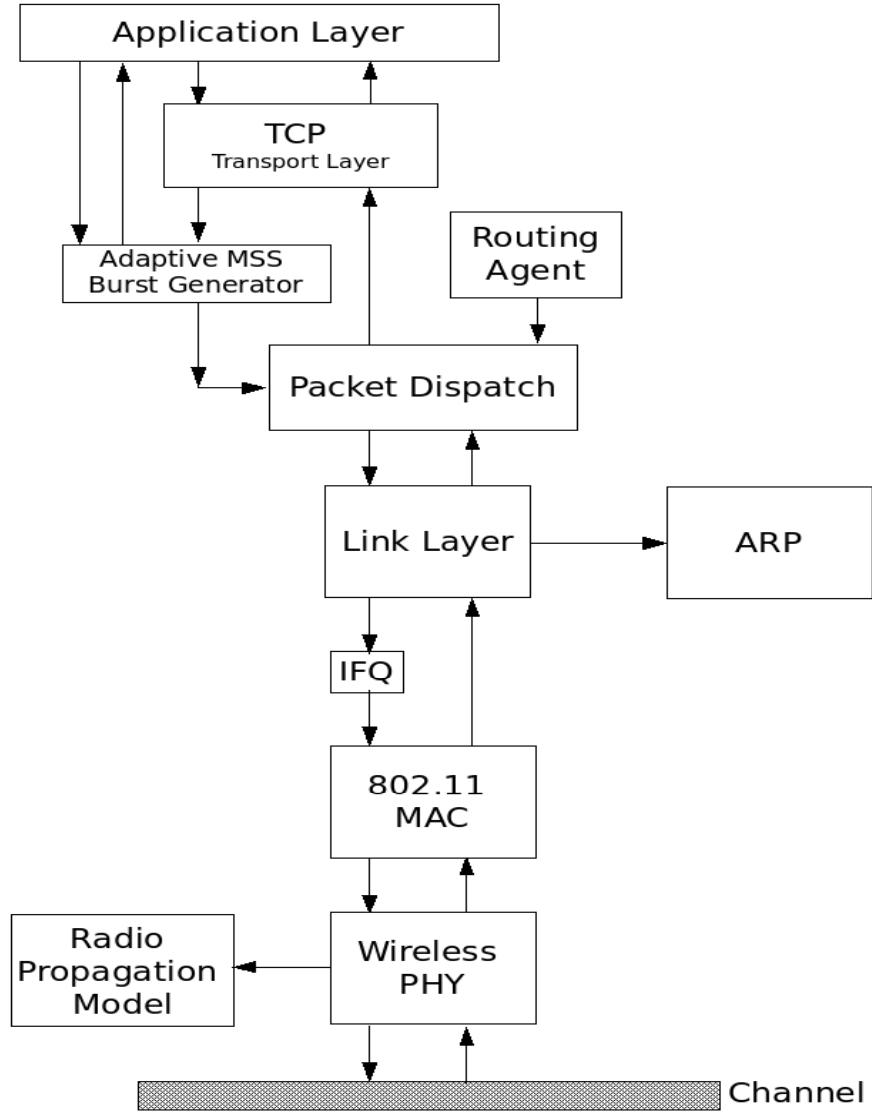 Application Layer
TCP
Transport Layer
Adaptive MSS
Burst Generator
Routing
Agent
Packet Dispatch
Link Layer
ARP
IFQ
802.11
MAC
Radio
Propagation
Model
Wireless
PHY
Channel